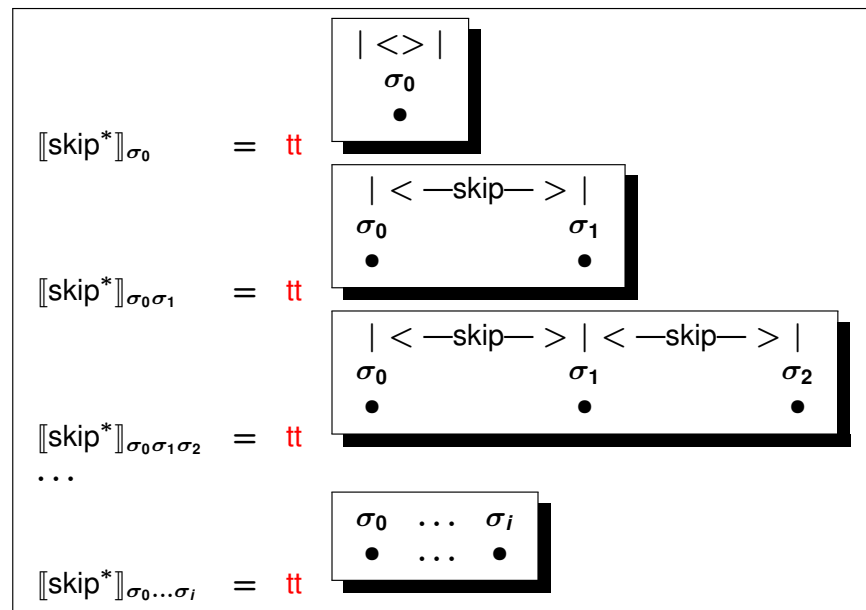 | <> |
σ₀
•
⟦skip*⟧σ₀ = tt
| < —skip— > |
σ₀ σ₁
• •
⟦skip*⟧σ₀σ₁ = tt
| < —skip— > | < —skip— > |
σ₀ σ₁ σ₂
• • •
⟦skip*⟧σ₀σ₁σ₂ = tt
...
σ₀ ... σᵢ
• ... •
⟦skip*⟧σ₀...σᵢ = tt